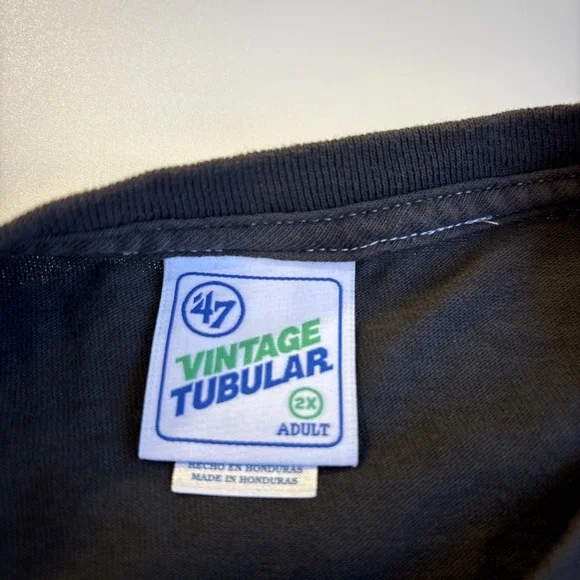 '47
VINTAGE
TUBULAR
2X
ADULT
HECHO EN HONDURAS
MADE IN HONDURAS